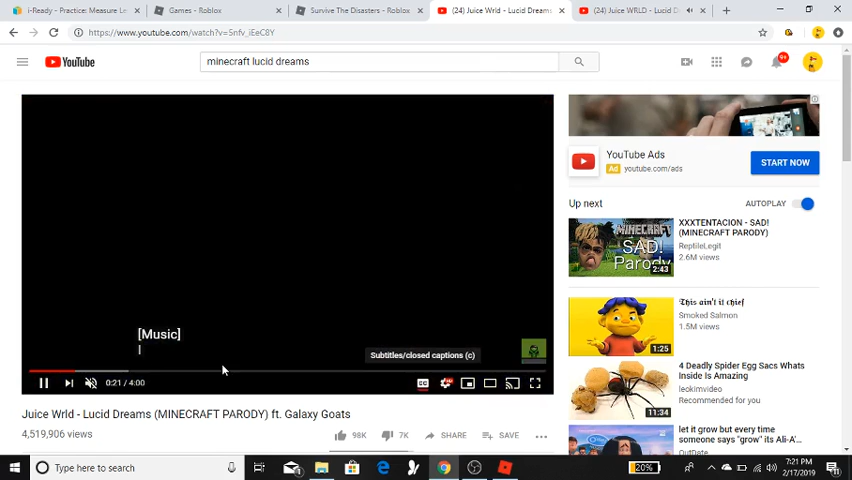 i-Ready - Practice: Measure Le
Games - Roblox
Survive The Disasters - Roblox
(24) Juice Wrld - Lucid Dreams
(24) Juice WRLD - Lucid D
https://www.youtube.com/watch?v=5nfv_iEeC8Y
YouTube
minecraft lucid dreams
9+
YouTube Ads
Ad youtube.com/ads
START NOW
Up next
AUTOPLAY
SAD!
Parody
2:43
XXXTENTACION - SAD!
(MINECRAFT PARODY)
ReptileLegit
2.6M views
1:25
𝕿𝖍𝖎𝖘 𝖆𝖎𝖓'𝖙 𝖎𝖙 𝖈𝖍𝖎𝖊𝖋
Smoked Salmon
1.5M views
11:34
4 Deadly Spider Egg Sacs Whats
Inside Is Amazing
leokimvideo
Recommended for you
let it grow but every time
someone says "grow" its Ali-A'...
OutDate
[Music]
I
Subtitles/closed captions (c)
0:21 / 4:00
CC
HD
Juice Wrld - Lucid Dreams (MINECRAFT PARODY) ft. Galaxy Goats
4,519,906 views
98K
7K
SHARE
SAVE
Type here to search
20%
7:21 PM
2/17/2019